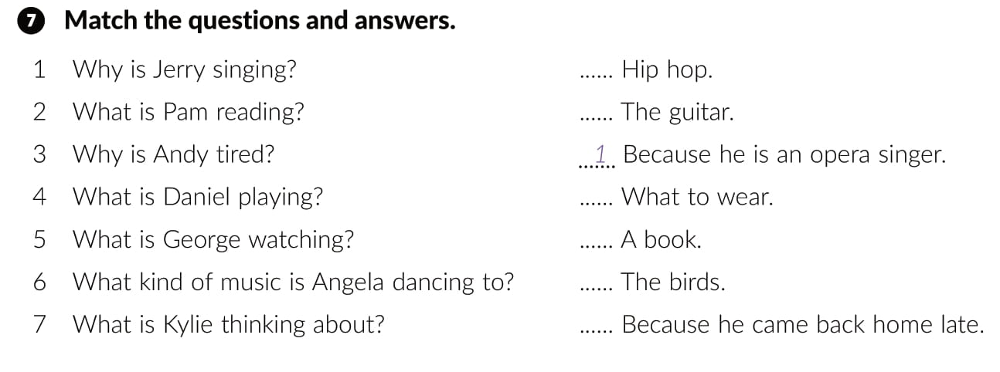 7 Match the questions and answers.
1 Why is Jerry singing? ...... Hip hop.
2 What is Pam reading? ...... The guitar.
3 Why is Andy tired? ...1... Because he is an opera singer.
4 What is Daniel playing? ...... What to wear.
5 What is George watching? ...... A book.
6 What kind of music is Angela dancing to? ...... The birds.
7 What is Kylie thinking about? ...... Because he came back home late.